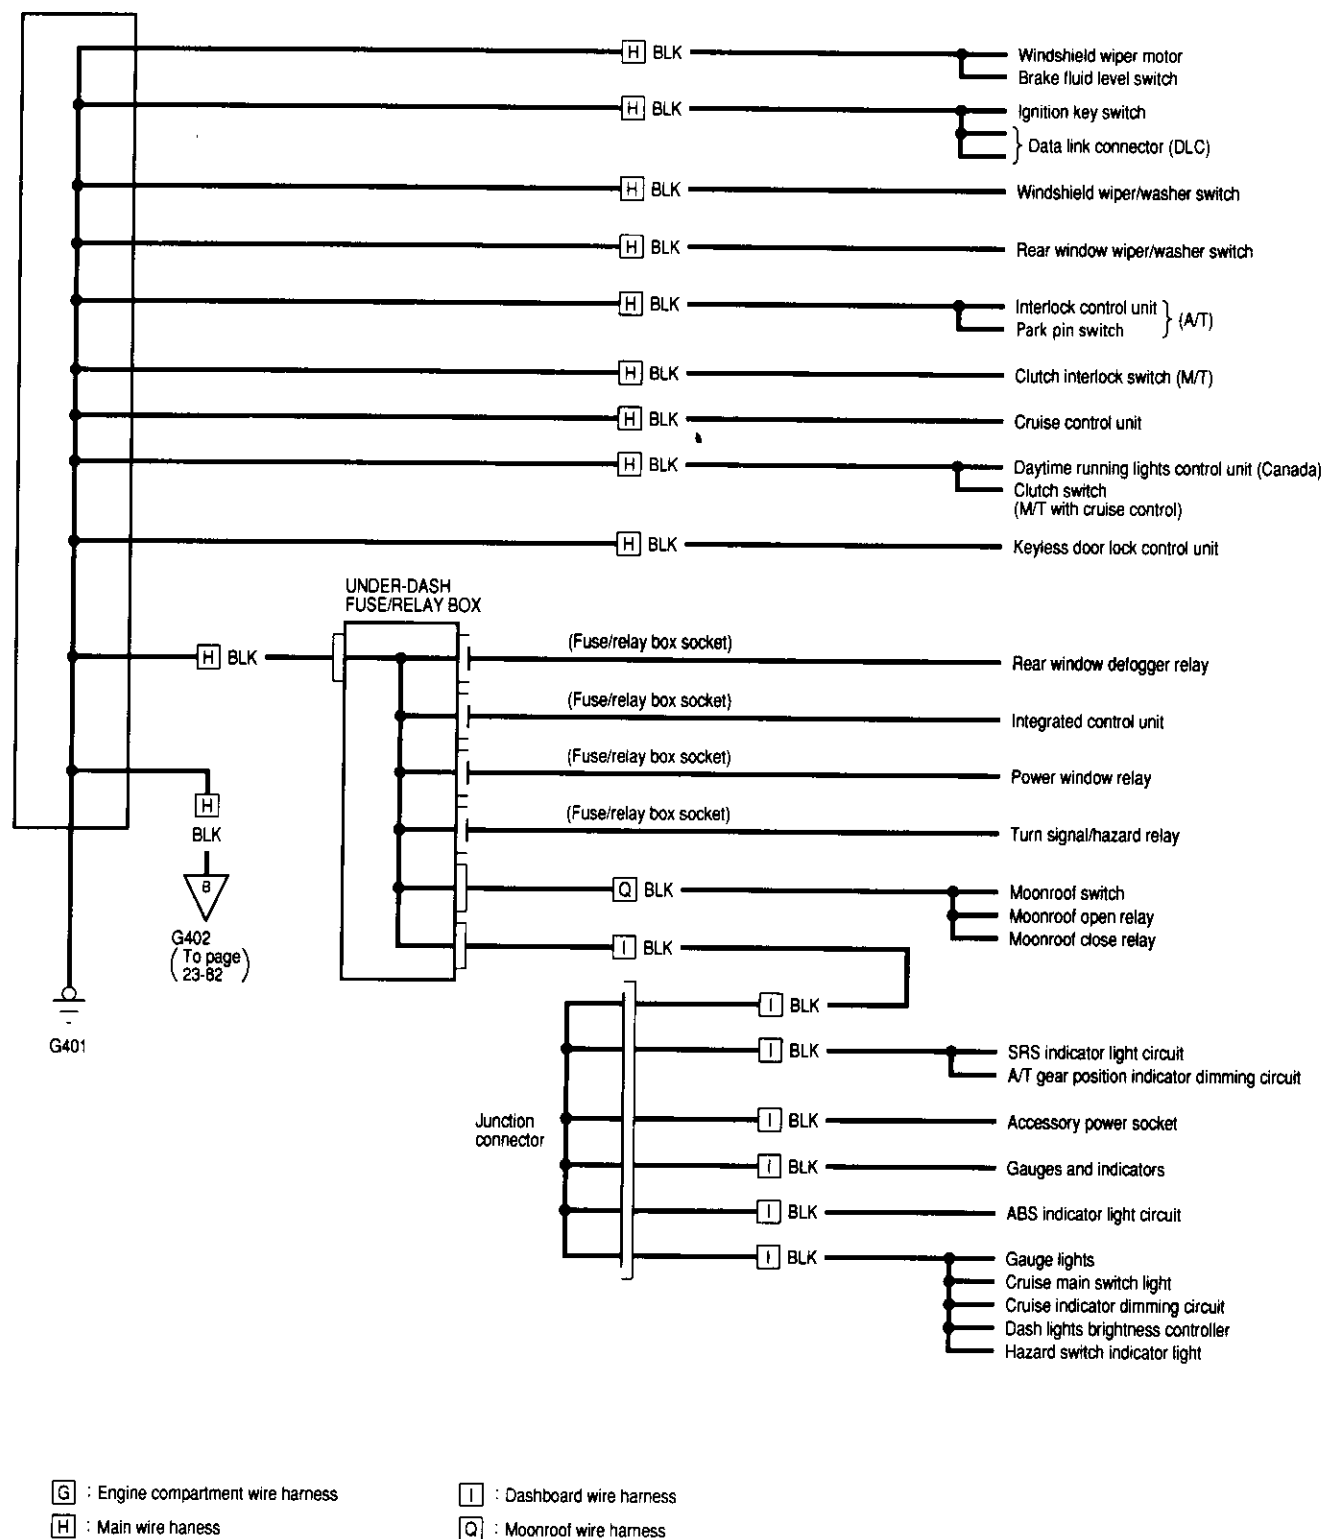 H BLK
Windshield wiper motor
Brake fluid level switch
H BLK
Ignition key switch
Data link connector (DLC)
H BLK
Windshield wiper/washer switch
H BLK
Rear window wiper/washer switch
H BLK
Interlock control unit
Park pin switch
(A/T)
H BLK
Clutch interlock switch (M/T)
H BLK
Cruise control unit
H BLK
Daytime running lights control unit (Canada)
Clutch switch
(M/T with cruise control)
H BLK
Keyless door lock control unit
UNDER-DASH
FUSE/RELAY BOX
H BLK
(Fuse/relay box socket)
Rear window defogger relay
(Fuse/relay box socket)
Integrated control unit
(Fuse/relay box socket)
Power window relay
(Fuse/relay box socket)
Turn signal/hazard relay
H
BLK
B
G402
(To page
23-82)
Q BLK
Moonroof switch
Moonroof open relay
Moonroof close relay
I BLK
I BLK
G401
I BLK
SRS indicator light circuit
A/T gear position indicator dimming circuit
Junction
connector
I BLK
Accessory power socket
I BLK
Gauges and indicators
I BLK
ABS indicator light circuit
I BLK
Gauge lights
Cruise main switch light
Cruise indicator dimming circuit
Dash lights brightness controller
Hazard switch indicator light
G : Engine compartment wire harness
I : Dashboard wire harness
H : Main wire haness
Q : Moonroof wire harness